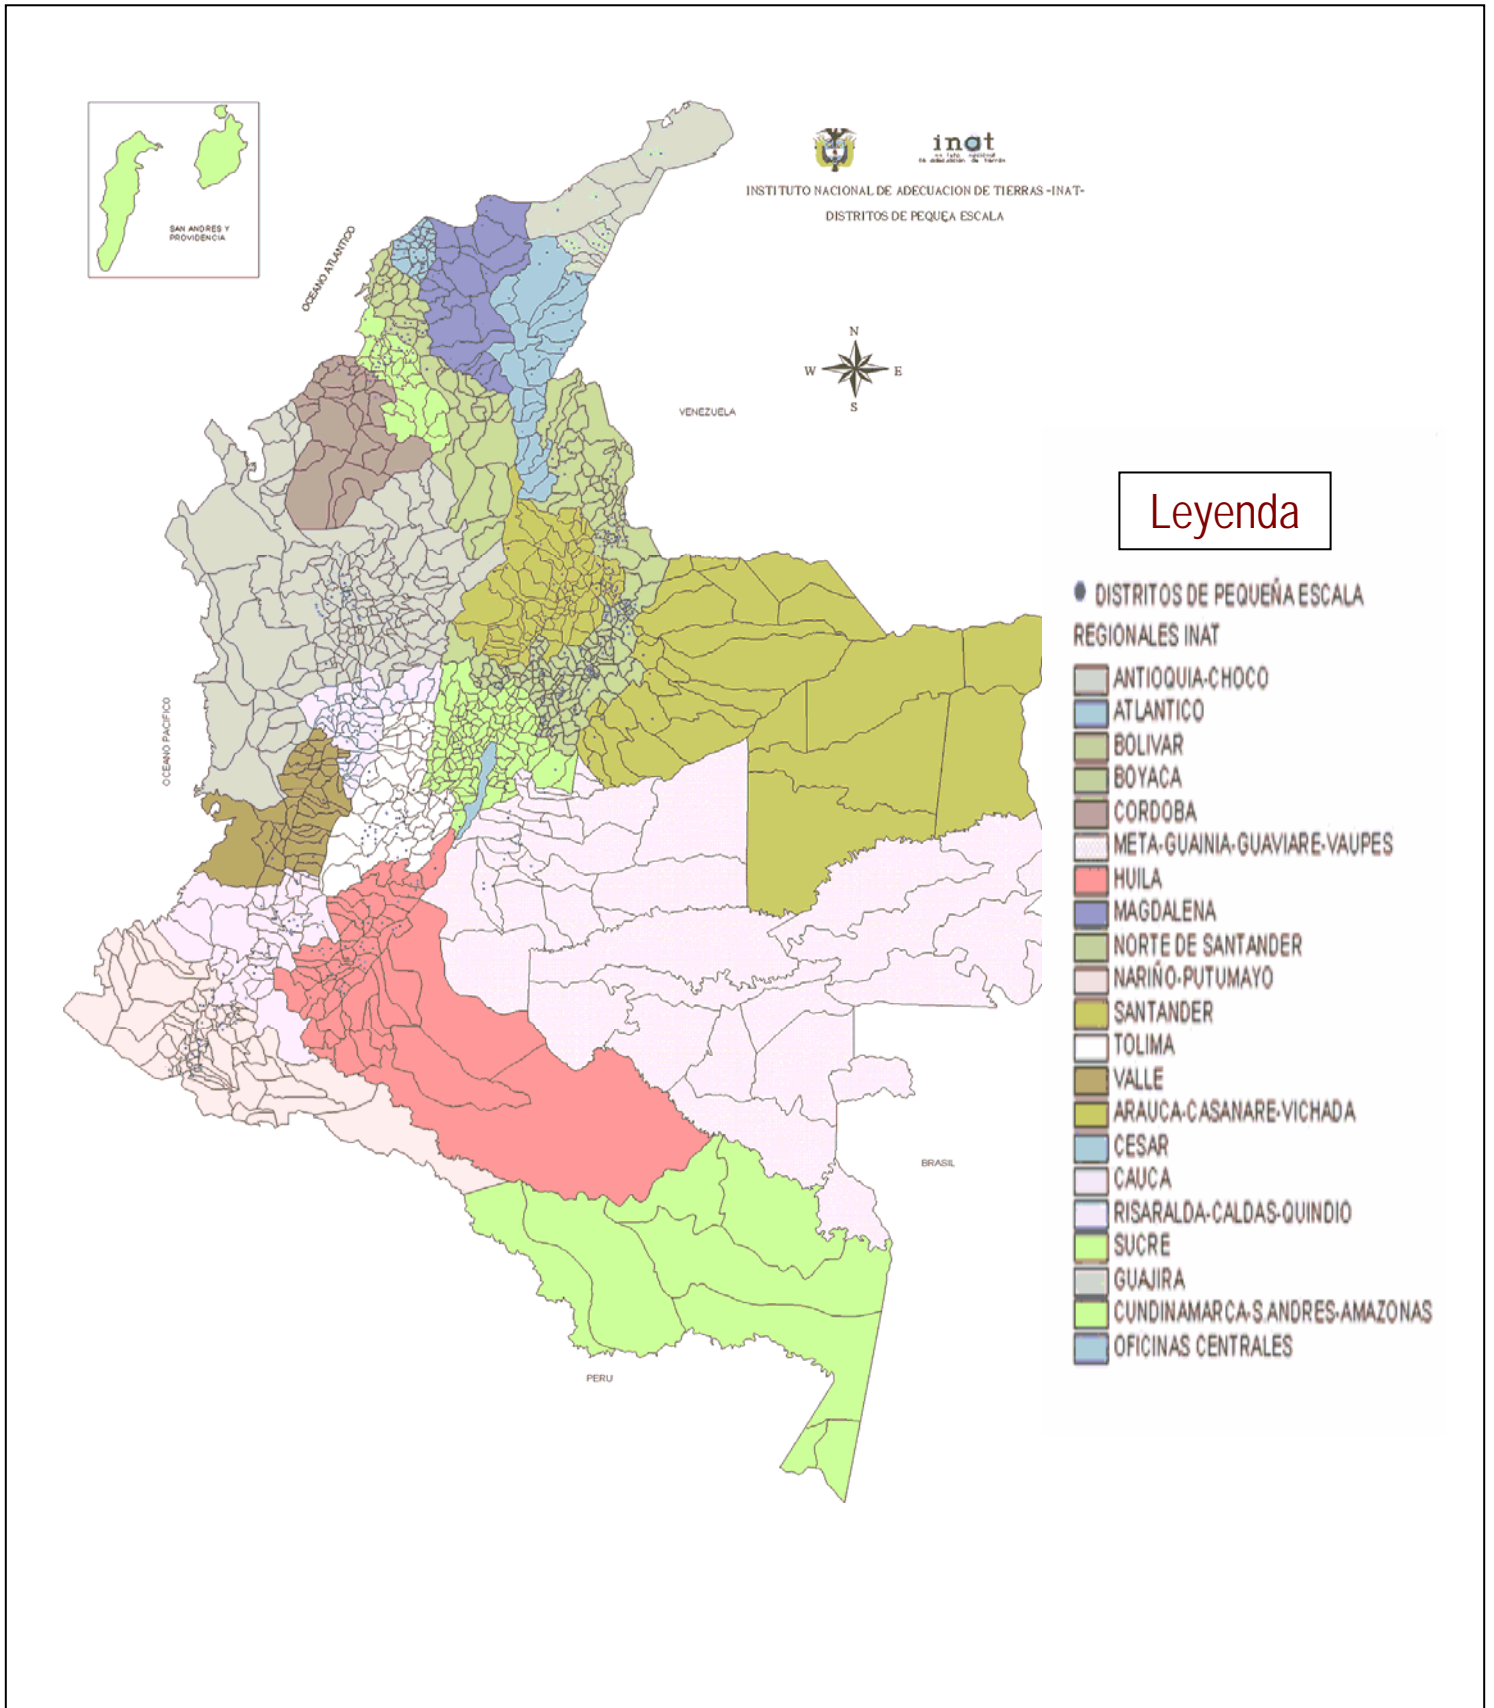 inat
INSTITUTO NACIONAL DE ADECUACION DE TIERRAS -INAT-
DISTRITOS DE PEQUEÑA ESCALA
SAN ANDRES Y
PROVIDENCIA
OCEANO ATLANTICO
N
W E
S
VENEZUELA
Leyenda
DISTRITOS DE PEQUEÑA ESCALA
REGIONALES INAT
ANTIOQUIA-CHOCO
ATLANTICO
BOLIVAR
BOYACA
CORDOBA
META-GUAINIA-GUAVIARE-VAUPES
HUILA
MAGDALENA
NORTE DE SANTANDER
NARIÑO-PUTUMAYO
SANTANDER
TOLIMA
VALLE
ARAUCA-CASANARE-VICHADA
CESAR
CAUCA
RISARALDA-CALDAS-QUINDIO
SUCRE
GUAJIRA
CUNDINAMARCA-S.ANDRES-AMAZONAS
OFICINAS CENTRALES
OCEANO PACIFICO
BRASIL
PERU